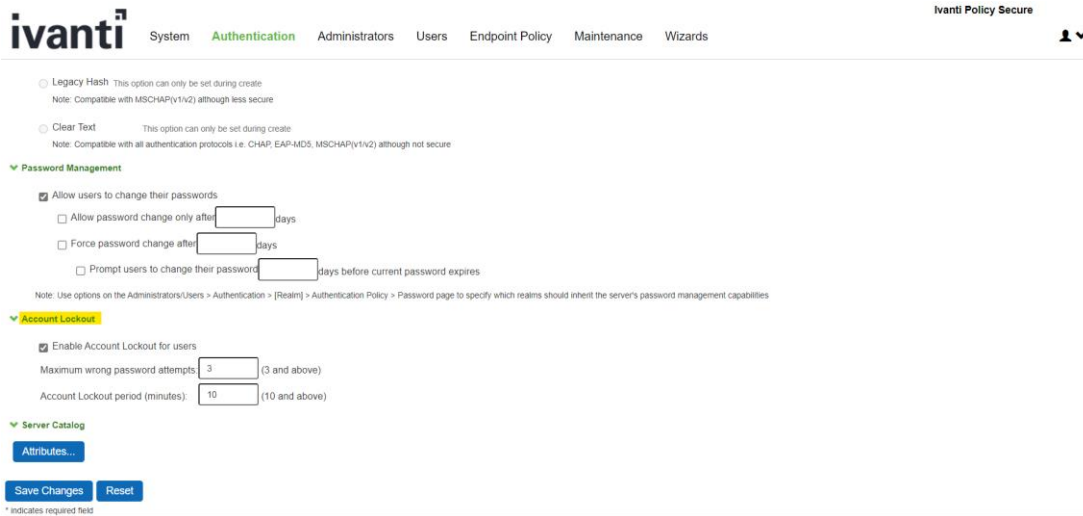 Ivanti Policy Secure
ivanti
System Authentication Administrators Users Endpoint Policy Maintenance Wizards
Legacy Hash This option can only be set during create
Note: Compatible with MSCHAP(v1/v2) although less secure
Clear Text This option can only be set during create
Note: Compatible with all authentication protocols i.e. CHAP, EAP-MD5, MSCHAP(v1/v2) although not secure
Password Management
Allow users to change their passwords
Allow password change only after days
Force password change after days
Prompt users to change their password days before current password expires
Note: Use options on the Administrators/Users > Authentication > [Realm] > Authentication Policy > Password page to specify which realms should inherit the server's password management capabilities
Account Lockout
Enable Account Lockout for users
Maximum wrong password attempts: 3 (3 and above)
Account Lockout period (minutes): 10 (10 and above)
Server Catalog
Attributes...
Save Changes Reset
* indicates required field